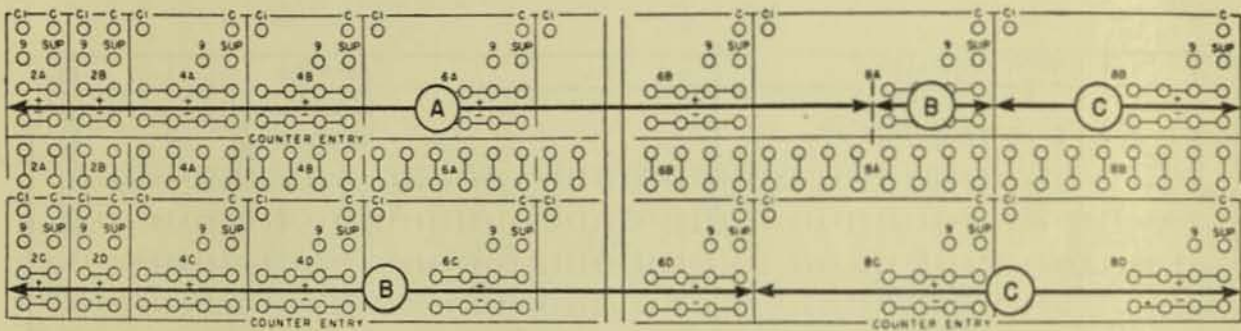 CI C CI C CI C CI C CI C CI CI C CI C CI C
9 SUP 9 SUP 9 SUP 9 SUP 9 SUP 9 SUP 9 SUP 9 SUP
2A 2B 4A 4B 6A 6B 8A 8B
+ + + + + + +
A B C
- - - - - - -
COUNTER ENTRY
2A 2B 4A 4B 6A 6B 8A 8B
CI C CI C CI C CI C CI C CI C CI C CI C
9 SUP 9 SUP 9 SUP 9 SUP 9 SUP 9 SUP 9 SUP 9 SUP
2C 2D 4C 4D 6C 6D 8C 8D
+ + + + + + + +
B C
- - - - - - - + -
COUNTER ENTRY COUNTER ENTRY